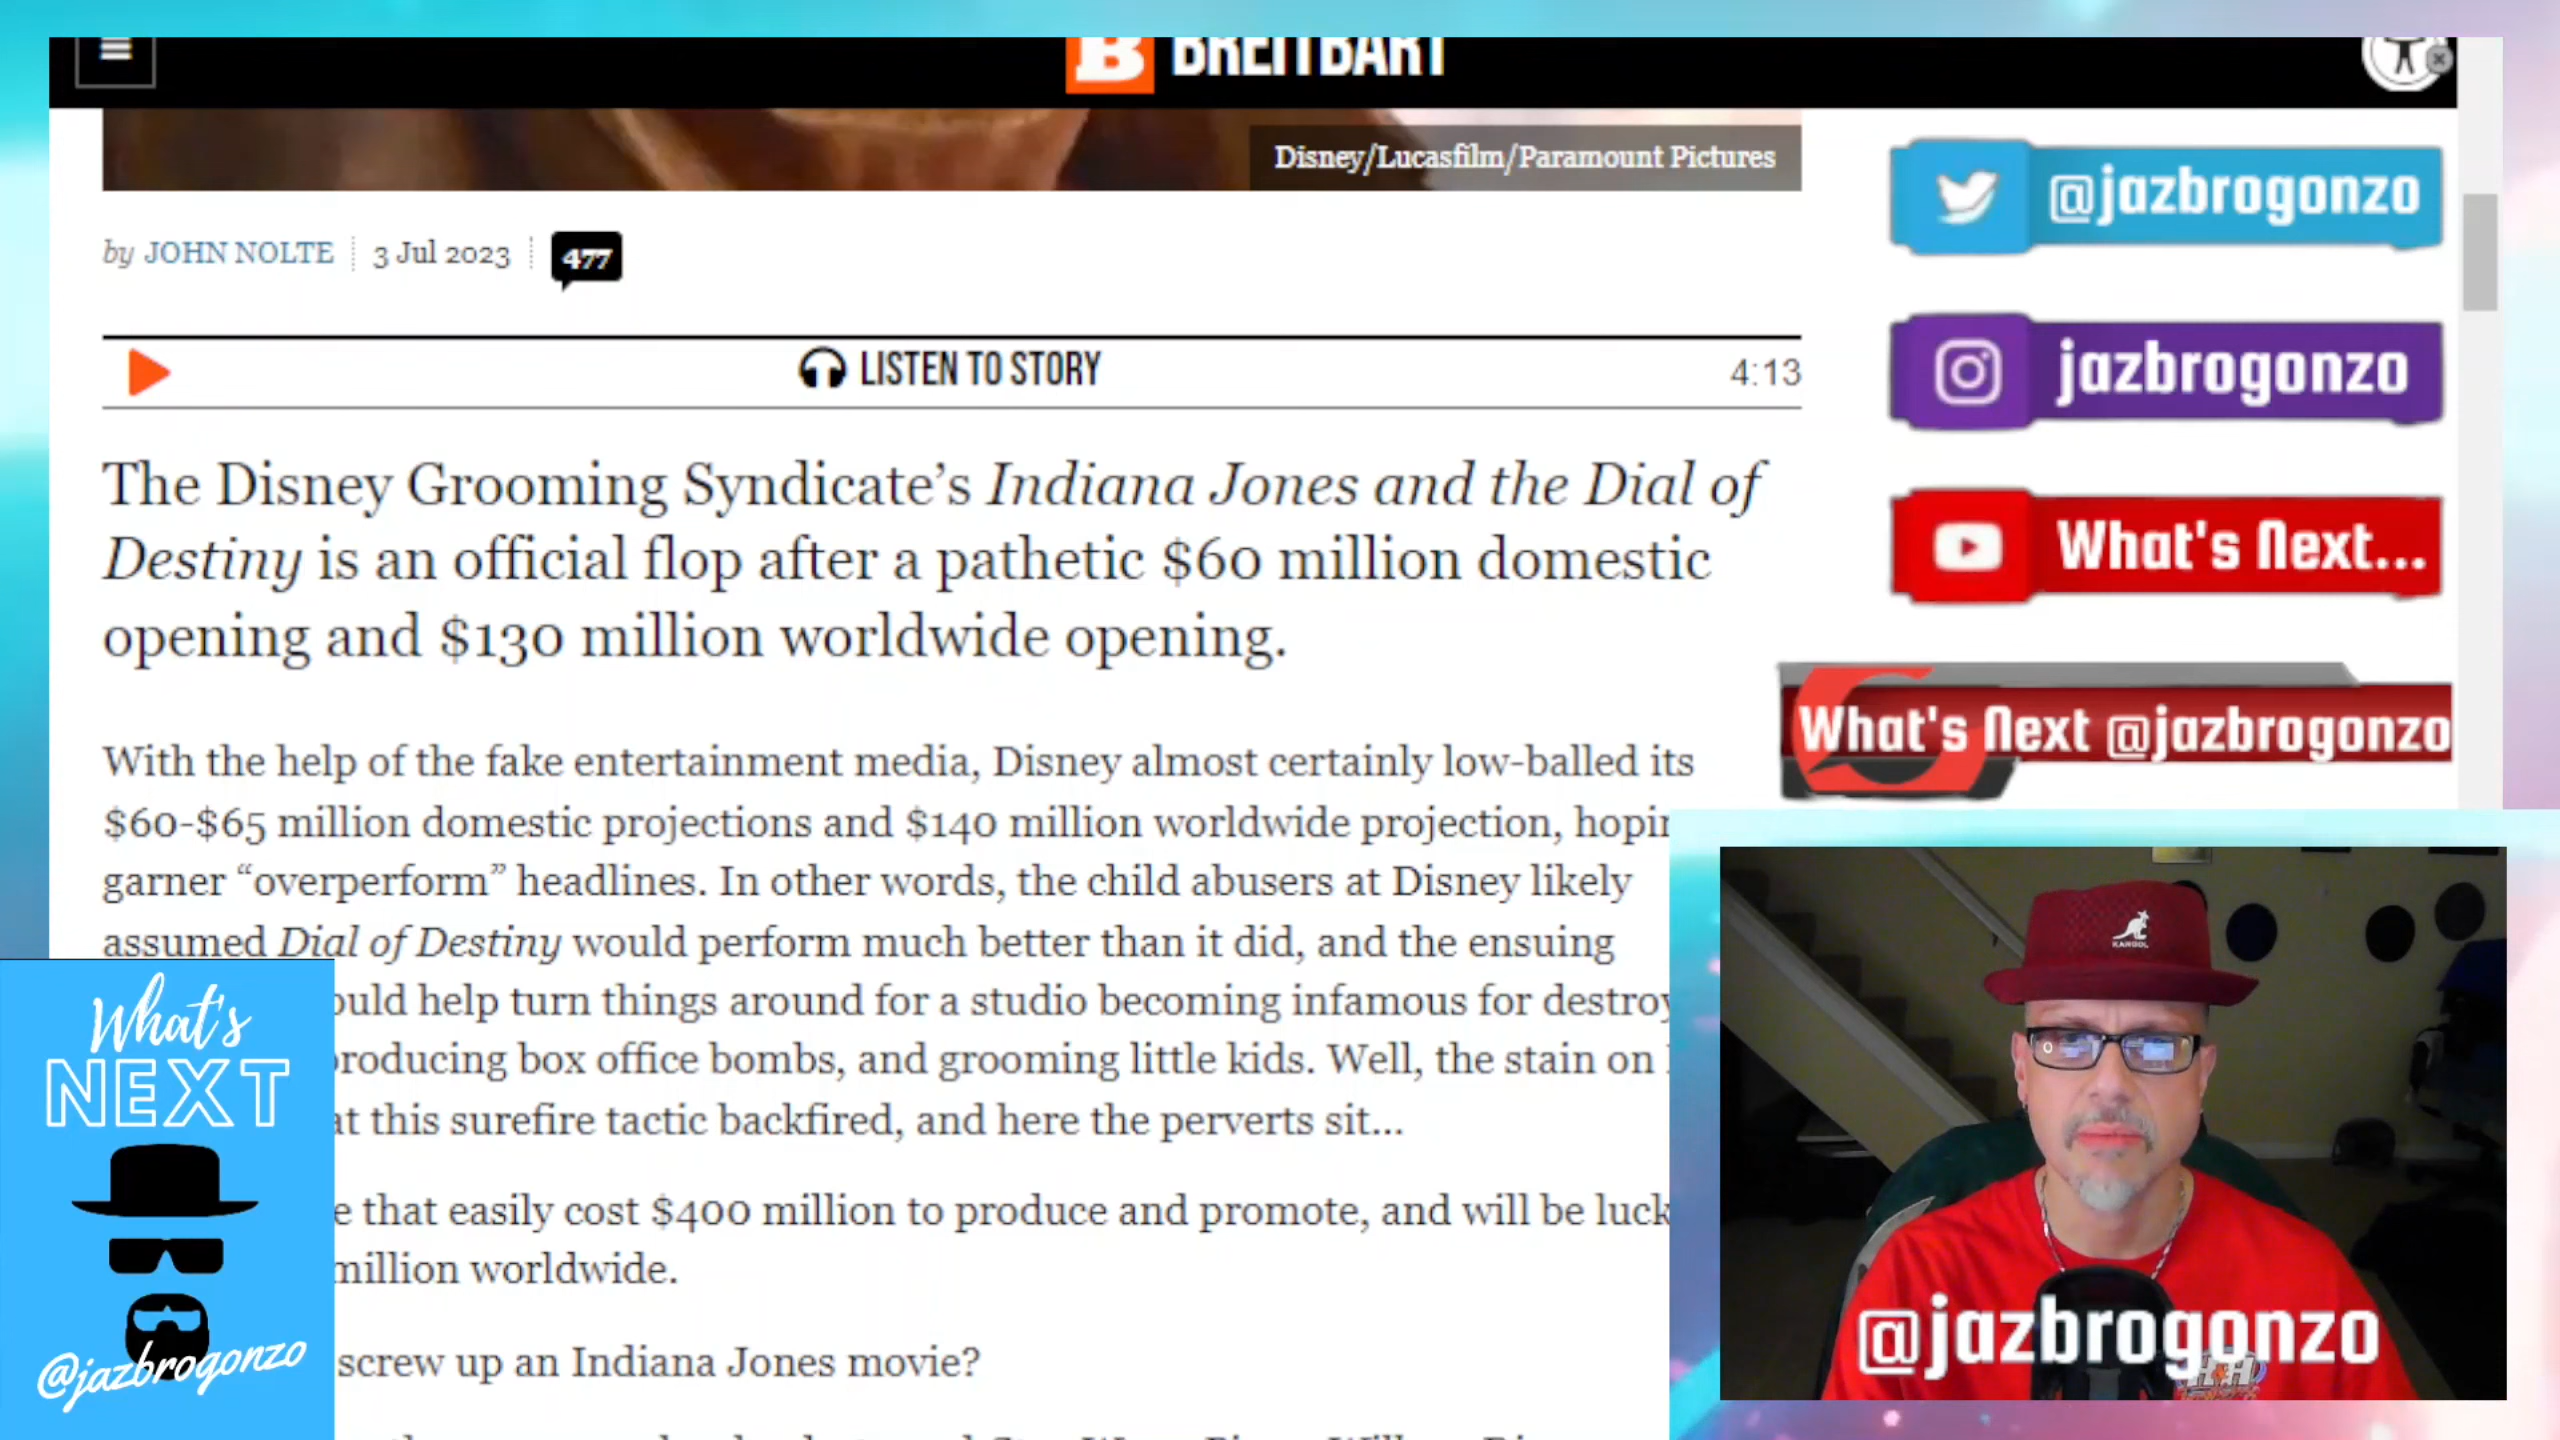 BREITBART
Disney/Lucasfilm/Paramount Pictures
by JOHN NOLTE 3 Jul 2023 477
LISTEN TO STORY 4:13
The Disney Grooming Syndicate’s Indiana Jones and the Dial of
Destiny is an official flop after a pathetic $60 million domestic
opening and $130 million worldwide opening.
With the help of the fake entertainment media, Disney almost certainly low-balled its
$60-$65 million domestic projections and $140 million worldwide projection,
garner “overperform” headlines. In other words, the child abusers at Disney likely
assumed Dial of Destiny would perform much better than it did, and the ensuing
help turn things around for a studio becoming infamous for
box office bombs, and grooming little kids. Well, the stain on
this surefire tactic backfired, and here the perverts sit...
that easily cost $400 million to produce and promote, and will be
million worldwide.
screw up an Indiana Jones movie?
@jazbrogonzo
jazbrogonzo
What's Next...
What's Next @jazbrogonzo
What's
NEXT
@jazbrogonzo
KANGOL
@jazbrogonzo